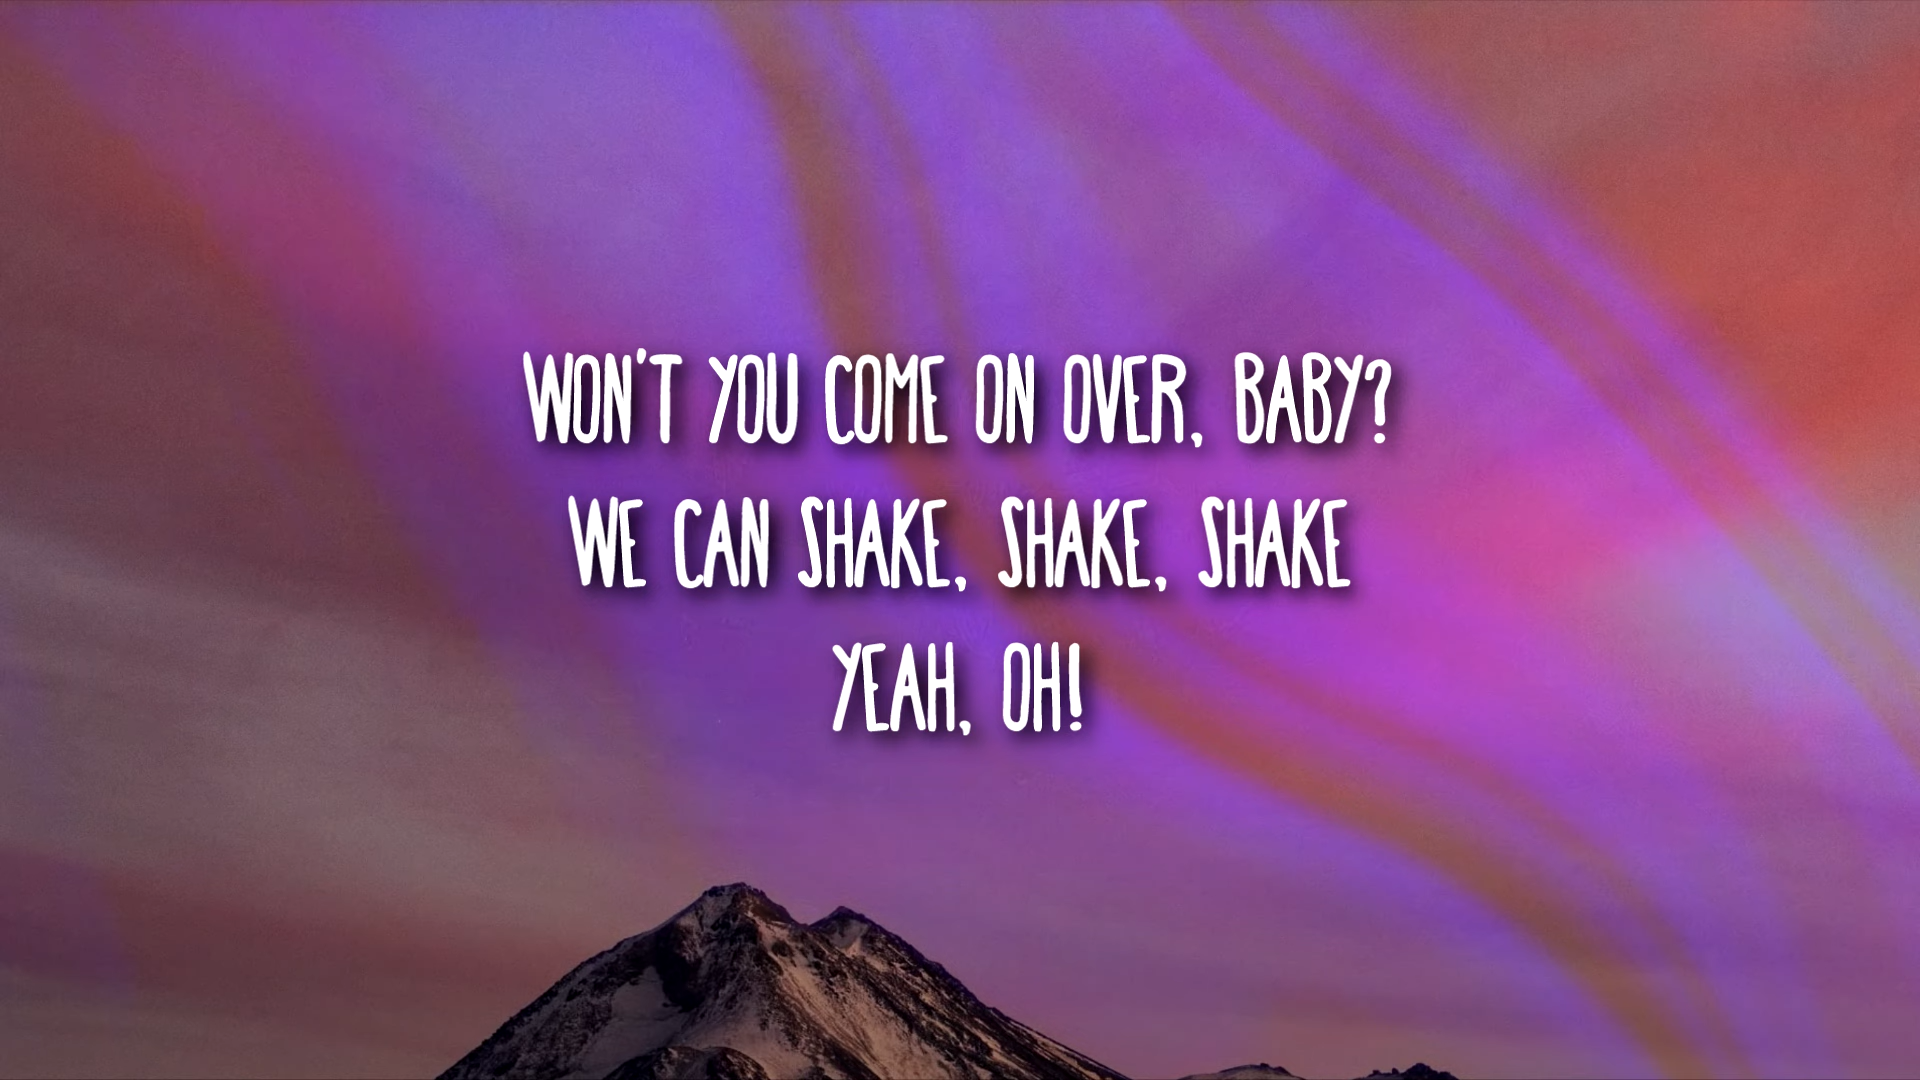 WON'T YOU COME ON OVER, BABY?
WE CAN SHAKE, SHAKE, SHAKE
YEAH, OH!